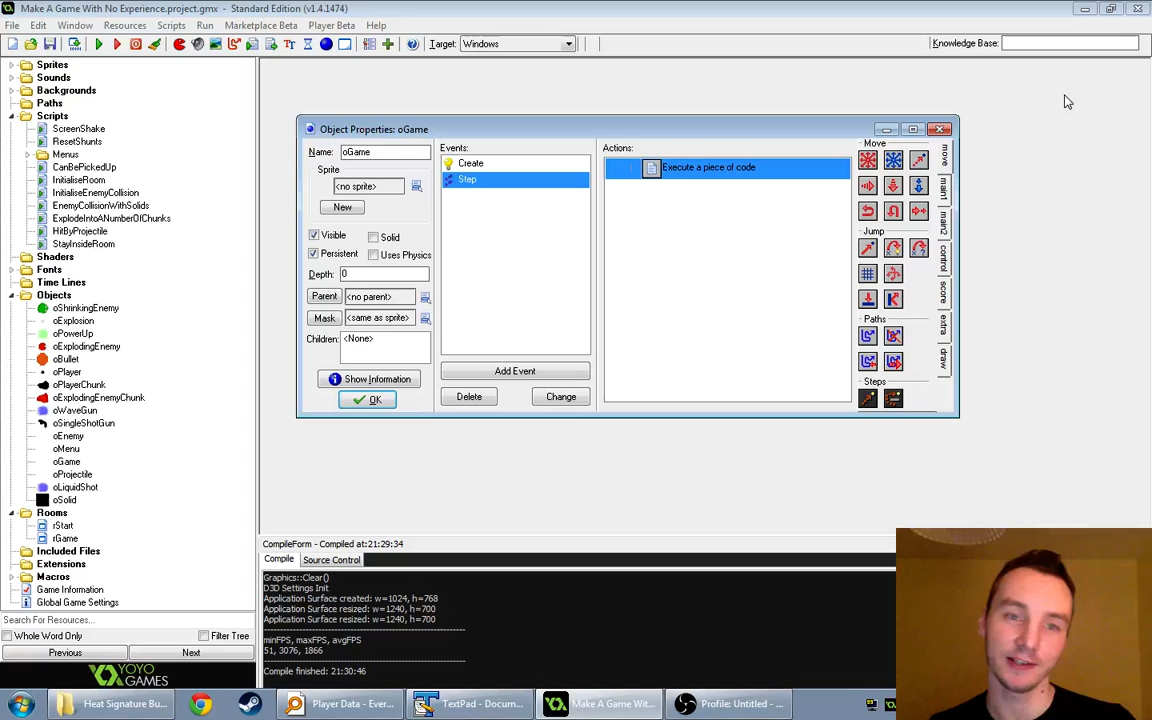 Make A Game With No Experience.project.gmx - Standard Edition (v1.4.1474)
File Edit Window Resources Scripts Run Marketplace Beta Player Beta Help
Target: Windows
Knowledge Base:
Sprites
Sounds
Backgrounds
Paths
Scripts
ScreenShake
ResetShunts
Menus
CanBePickedUp
InitialiseRoom
InitialiseEnemyCollision
EnemyCollisionWithSolids
ExplodeIntoANumberOfChunks
HitByProjectile
StayInsideRoom
Shaders
Fonts
Time Lines
Objects
oShrinkingEnemy
oExplosion
oPowerUp
oExplodingEnemy
oBullet
oPlayer
oPlayerChunk
oExplodingEnemyChunk
oWaveGun
oSingleShotGun
oEnemy
oMenu
oGame
oProjectile
oLiquidShot
oSolid
Rooms
rStart
rGame
Included Files
Extensions
Macros
Game Information
Global Game Settings
Search For Resources...
Whole Word Only Filter Tree
Previous Next
YOYO
GAMES
Object Properties: oGame
Name: oGame
Sprite
<no sprite>
New
Visible Solid
Persistent Uses Physics
Depth: 0
Parent <no parent>
Mask <same as sprite>
Children: <None>
Show Information
OK
Events:
Create
Step
Add Event
Delete Change
Actions:
Execute a piece of code
Move
Jump
Paths
Steps
move
main1
main2
control
score
extra
draw
CompileForm - Compiled at:21:29:34
Compile Source Control
Graphics::Clear()
D3D Settings Init
Application Surface created: w=1024, h=768
Application Surface resized: w=1240, h=700
Application Surface resized: w=1240, h=700
minFPS, maxFPS, avgFPS
51, 3076, 1866
Compile finished: 21:30:46
Heat Signature Bu... Player Data - Ever... TextPad - Docum... Make A Game Wit... Profile: Untitled - ...